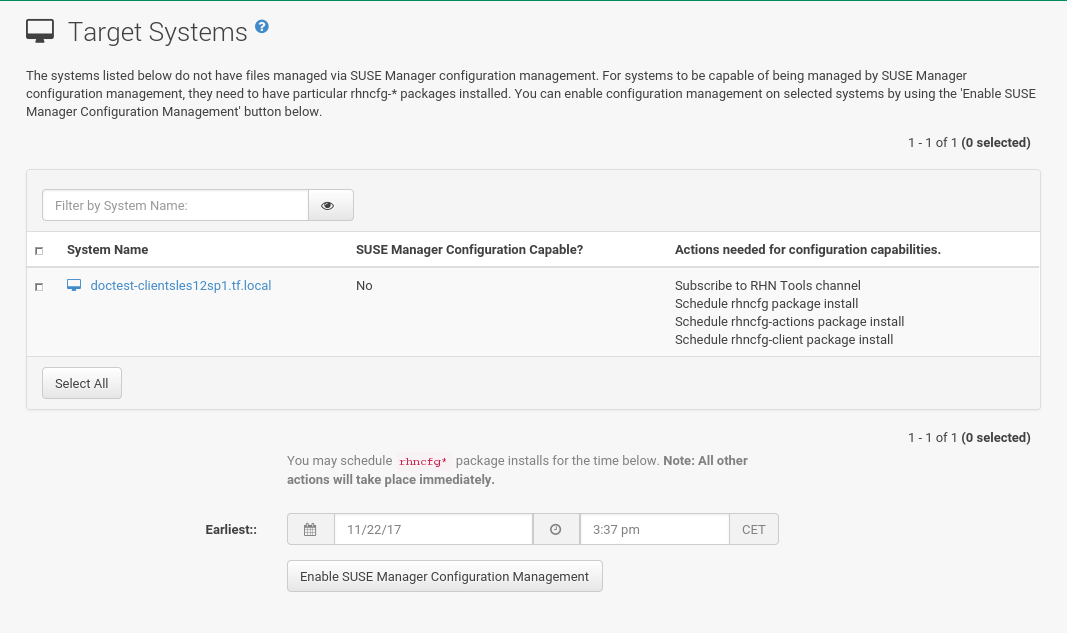 Target Systems ?
The systems listed below do not have files managed via SUSE Manager configuration management. For systems to be capable of being managed by SUSE Manager
configuration management, they need to have particular rhncfg-* packages installed. You can enable configuration management on selected systems by using the 'Enable SUSE
Manager Configuration Management' button below.
1 - 1 of 1 (0 selected)
Filter by System Name:
System Name SUSE Manager Configuration Capable? Actions needed for configuration capabilities.
doctest-clientsles12sp1.tf.local No Subscribe to RHN Tools channel
Schedule rhncfg package install
Schedule rhncfg-actions package install
Schedule rhncfg-client package install
Select All
1 - 1 of 1 (0 selected)
You may schedule rhncfg* package installs for the time below. Note: All other
actions will take place immediately.
Earliest:: 11/22/17 3:37 pm CET
Enable SUSE Manager Configuration Management